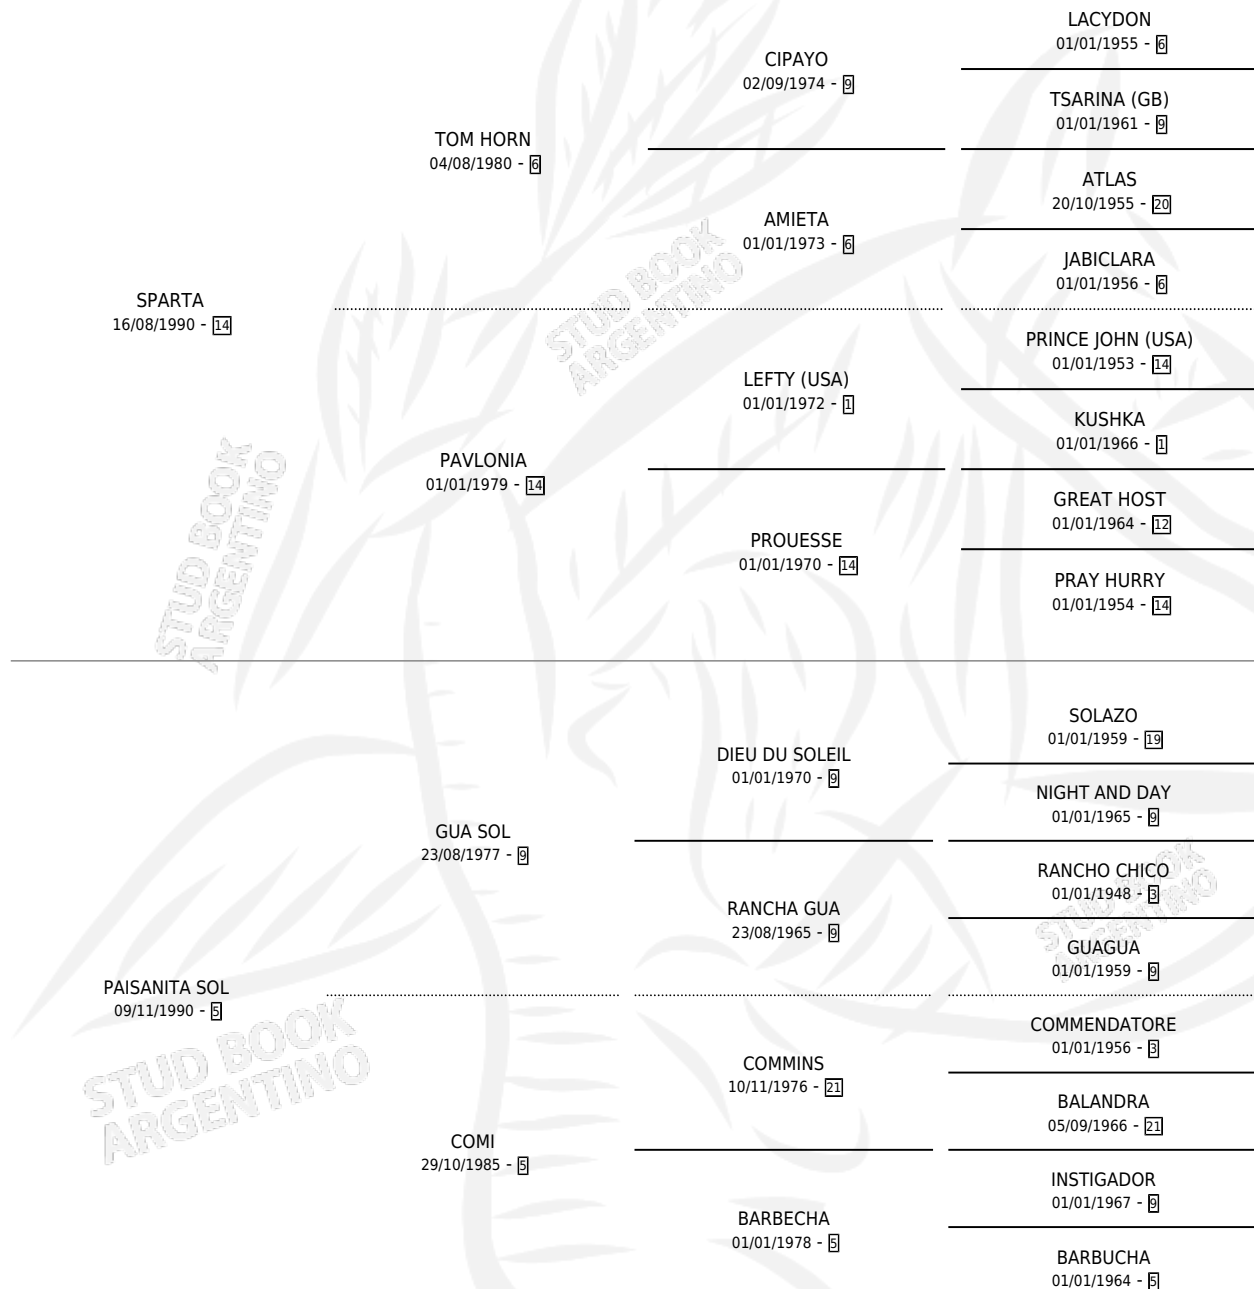 LACYDON
01/01/1955 - 6
CIPAYO
02/09/1974 - 9
TSARINA (GB)
01/01/1961 - 9
TOM HORN
04/08/1980 - 6
ATLAS
20/10/1955 - 20
AMIETA
01/01/1973 - 6
JABICLARA
01/01/1956 - 6
SPARTA
16/08/1990 - 14
PRINCE JOHN (USA)
01/01/1953 - 14
LEFTY (USA)
01/01/1972 - 1
KUSHKA
01/01/1966 - 1
PAVLONIA
01/01/1979 - 14
GREAT HOST
01/01/1964 - 12
PROUESSE
01/01/1970 - 14
PRAY HURRY
01/01/1954 - 14
SOLAZO
01/01/1959 - 19
DIEU DU SOLEIL
01/01/1970 - 9
NIGHT AND DAY
01/01/1965 - 9
GUA SOL
23/08/1977 - 9
RANCHO CHICO
01/01/1948 - 3
RANCHA GUA
23/08/1965 - 9
GUAGUA
01/01/1959 - 9
PAISANITA SOL
09/11/1990 - 5
COMMENDATORE
01/01/1956 - 3
COMMINS
10/11/1976 - 21
BALANDRA
05/09/1966 - 21
COMI
29/10/1985 - 5
INSTIGADOR
01/01/1967 - 9
BARBECHA
01/01/1978 - 5
BARBUCHA
01/01/1964 - 5
STUD BOOK
ARGENTINO
STUD BOOK
ARGENTINO
STUD BOOK
ARGENTINO
STUD BOOK
ARGENTINO